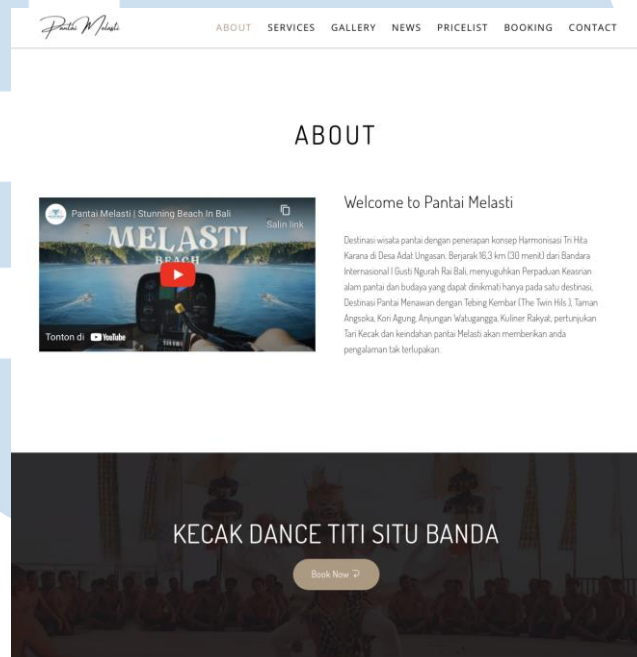 Pantai Melasti
ABOUT SERVICES GALLERY NEWS PRICELIST BOOKING CONTACT
ABOUT
Pantai Melasti | Stunning Beach In Bali
Salin link
MELASTI
BEACH
Tonton di YouTube
Welcome to Pantai Melasti
Destinasi wisata pantai dengan penerapan konsep Harmonisasi Tri Hita
Karana di Desa Adat Ungasan. Berjarak 16,3 km (30 menit) dari Bandara
Internasional I Gusti Ngurah Rai Bali, menyuguhkan Perpaduan Keasrian
alam pantai dan budaya yang dapat dinikmati hanya pada satu destinasi,
Destinasi Pantai Menawan dengan Tebing Kembar (The Twin Hils ), Taman
Angsoka, Kori Agung, Anjungan Watugangga, Kuliner Rakyat, pertunjukan
Tari Kecak dan keindahan pantai Melasti akan memberikan anda
pengalaman tak terlupakan.
KECAK DANCE TITI SITU BANDA
Book Now